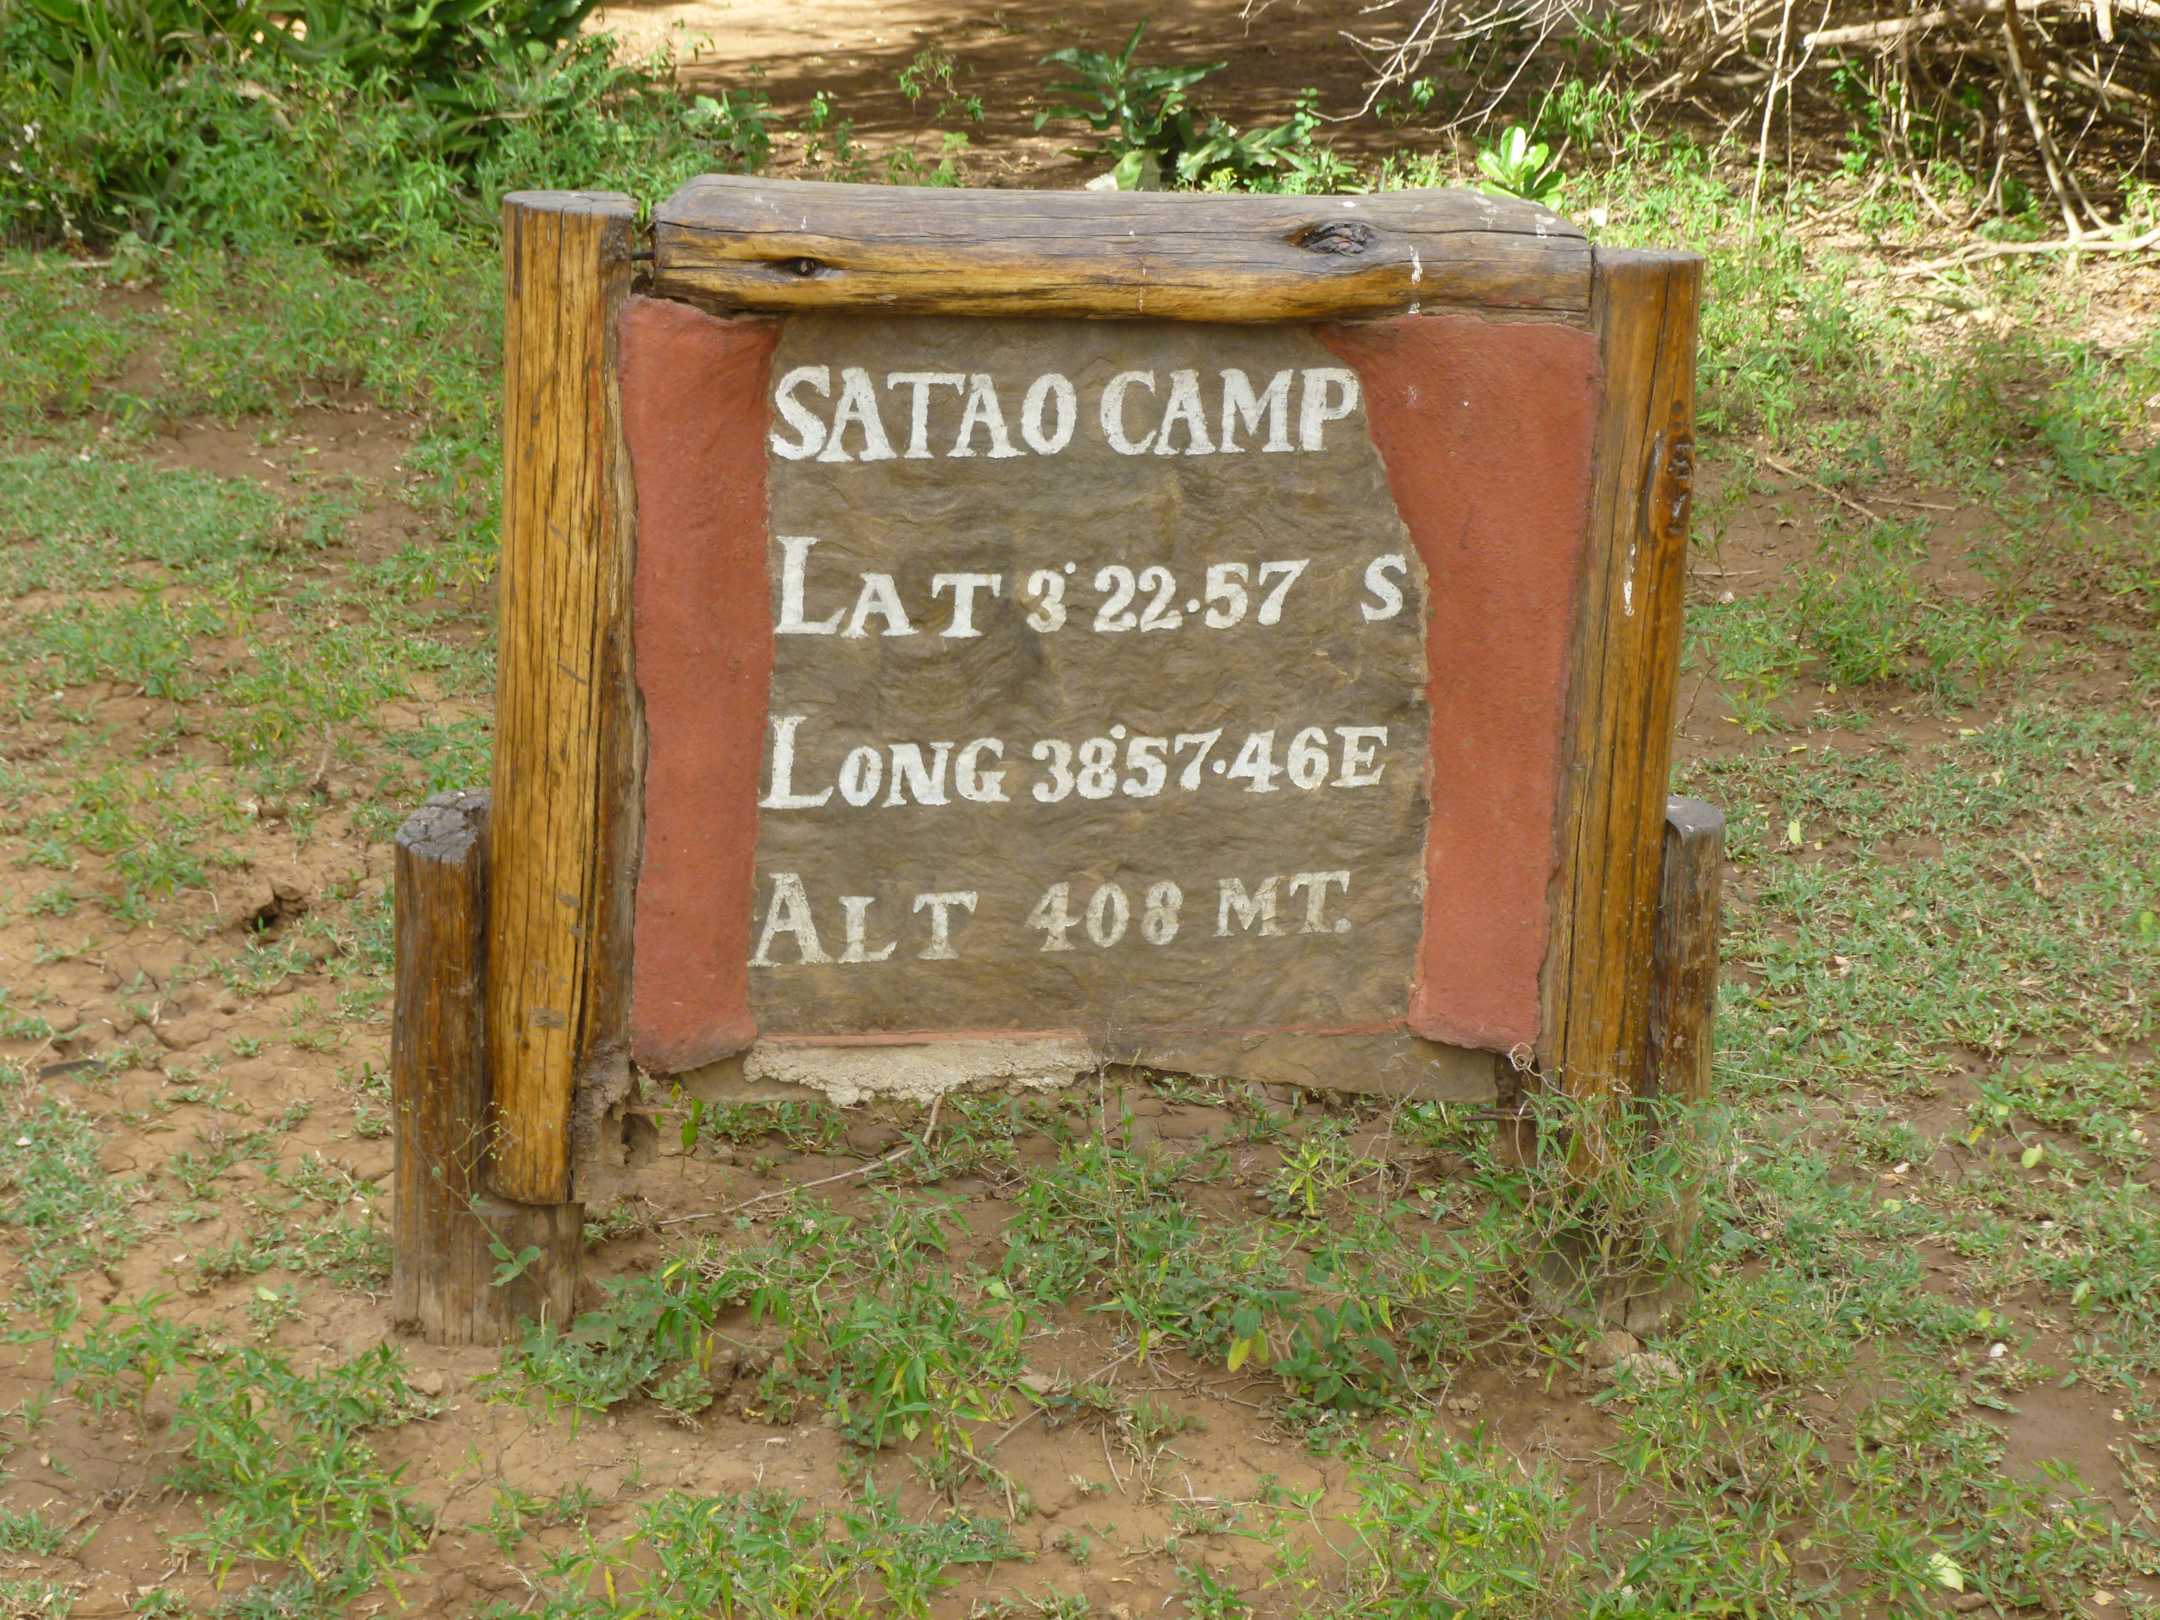 SATAO CAMP
LAT 3° 22.57 S
LONG 38°57.46E
ALT 408 MT.